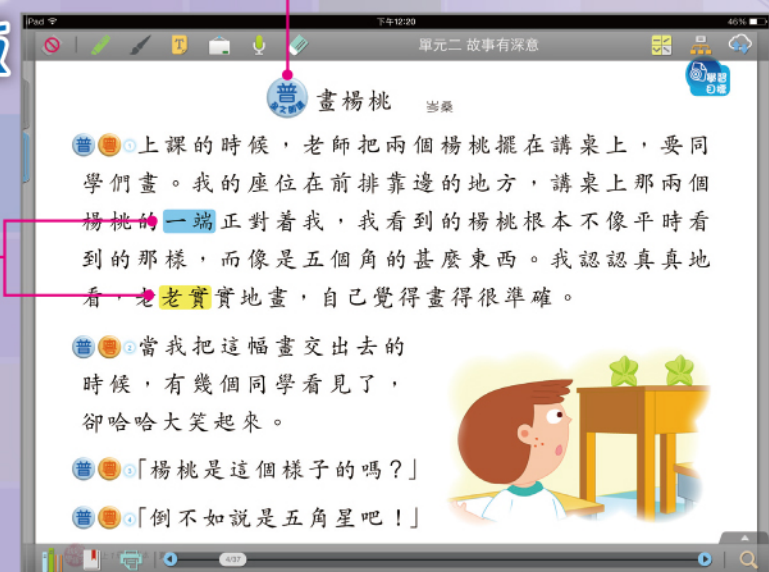 版
iPad 下午12:20 46%
T 單元二 故事有深意
學習目標
普 畫楊桃 岑桑
普 粵 1 上課的時候，老師把兩個楊桃擺在講桌上，要同
學們畫。我的座位在前排靠邊的地方，講桌上那兩個
楊桃的一端正對着我，我看到的楊桃根本不像平時看
到的那樣，而像是五個角的甚麼東西。我認認真真地
看，老老實實地畫，自己覺得畫得很準確。
普 粵 2 當我把這幅畫交出去的
時候，有幾個同學看見了，
卻哈哈大笑起來。
普 粵 3 「楊桃是這個樣子的嗎？」
普 粵 4 「倒不如說是五角星吧！」
4/37